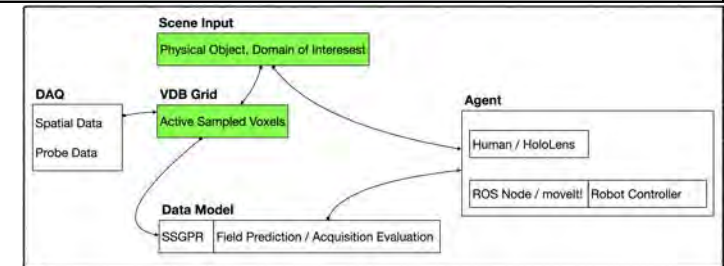 Scene Input
Physical Object, Domain of Interesest
DAQ
Spatial Data
Probe Data
VDB Grid
Active Sampled Voxels.
Agent
Human / HoloLens
ROS Node / moveIt! Robot Controller
Data Model
SSGPR Field Prediction / Acquisition Evaluation